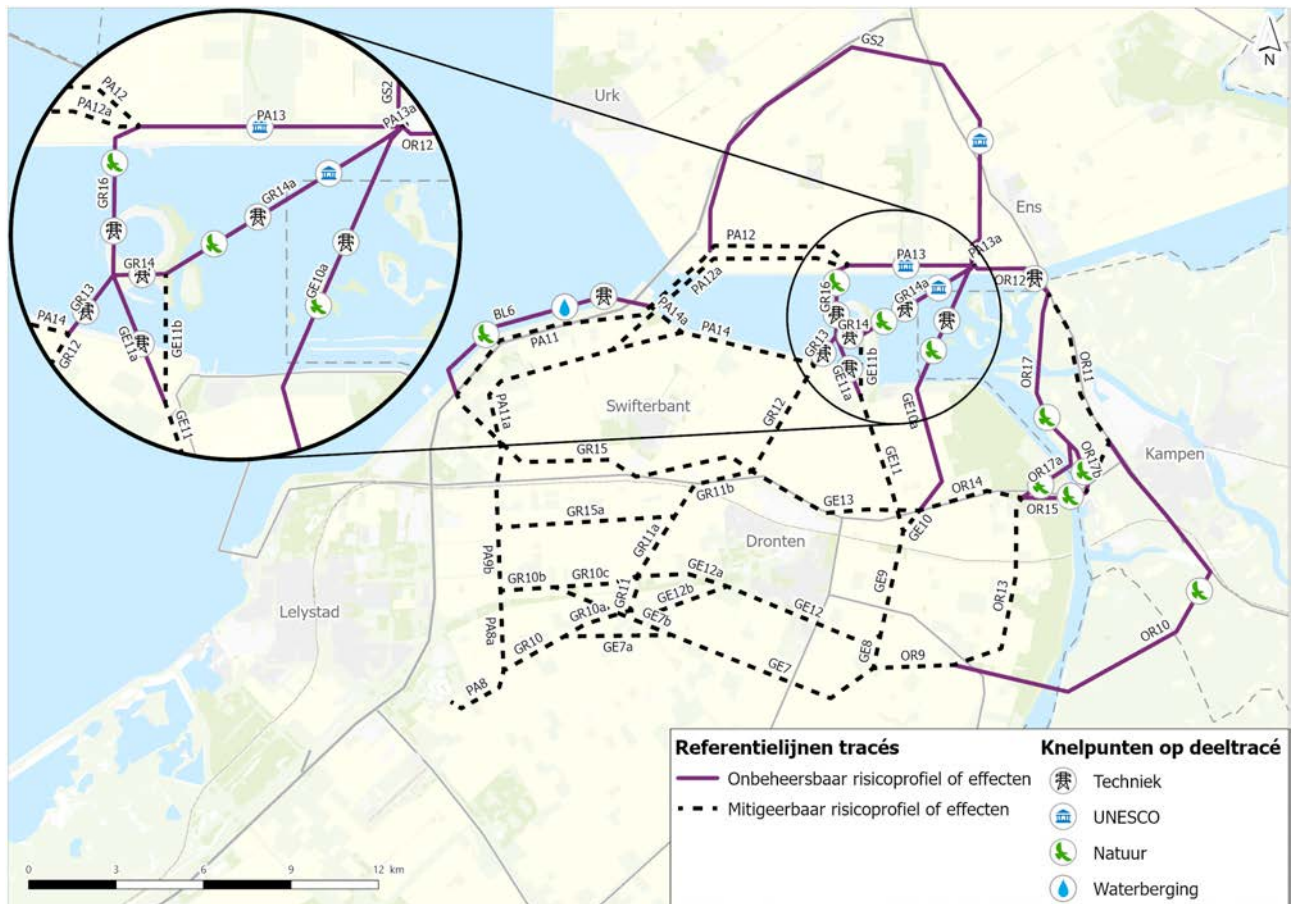 PA12
PA12a
PA13
GS2
PA13a
OR12
GR16
GR14a
GR14
GE10a
GR13
PA14
GR12
GE11a
GE11b
GE11
GS2
N
Urk
Ens
PA12
PA12a
PA13
PA13a
OR12
GR16
GR14a
GR14
BL6
PA14a
PA14
PA11
GR13
GE11a
GE11b
GE10a
OR17
OR11
Swifterbant
GR12
PA11a
GR15
GR11b
GE11
GE13
OR14
OR17a
OR17b
OR15
Kampen
GR15a
GR11a
Dronten
GE10
PA9b
GE9
OR13
GR10b
GR10c
GR11
GE12a
GE12b
GE12
Lelystad
PA8a
GR10a
GR10
GE7b
GE7a
GE7
GE8
OR9
OR10
PA8
Referentielijnen tracés
Onbeheersbaar risicoprofiel of effecten
Mitigeerbaar risicoprofiel of effecten
Knelpunten op deeltracé
Techniek
UNESCO
Natuur
Waterberging
0 3 6 9 12 km